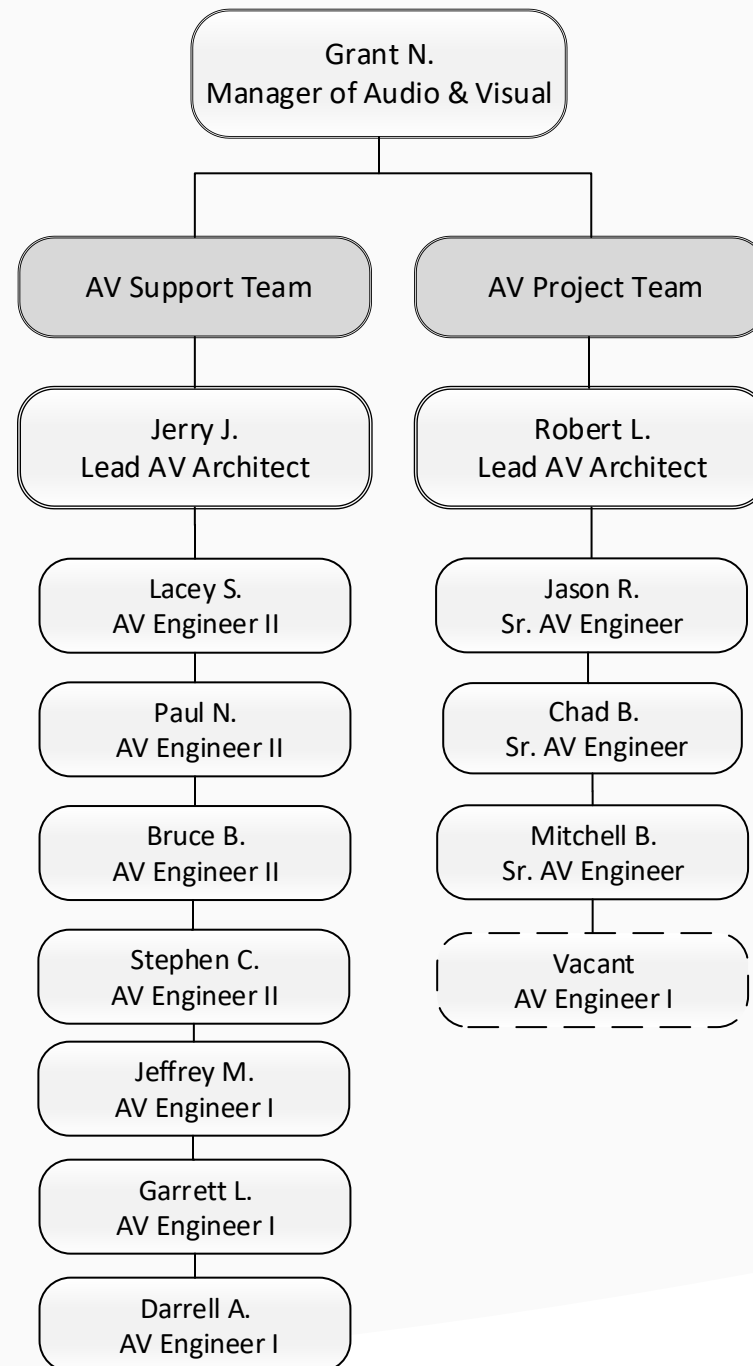 Grant N.
Manager of Audio & Visual
AV Support Team
AV Project Team
Jerry J.
Lead AV Architect
Robert L.
Lead AV Architect
Lacey S.
AV Engineer II
Jason R.
Sr. AV Engineer
Paul N.
AV Engineer II
Chad B.
Sr. AV Engineer
Bruce B.
AV Engineer II
Mitchell B.
Sr. AV Engineer
Stephen C.
AV Engineer II
Vacant
AV Engineer I
Jeffrey M.
AV Engineer I
Garrett L.
AV Engineer I
Darrell A.
AV Engineer I